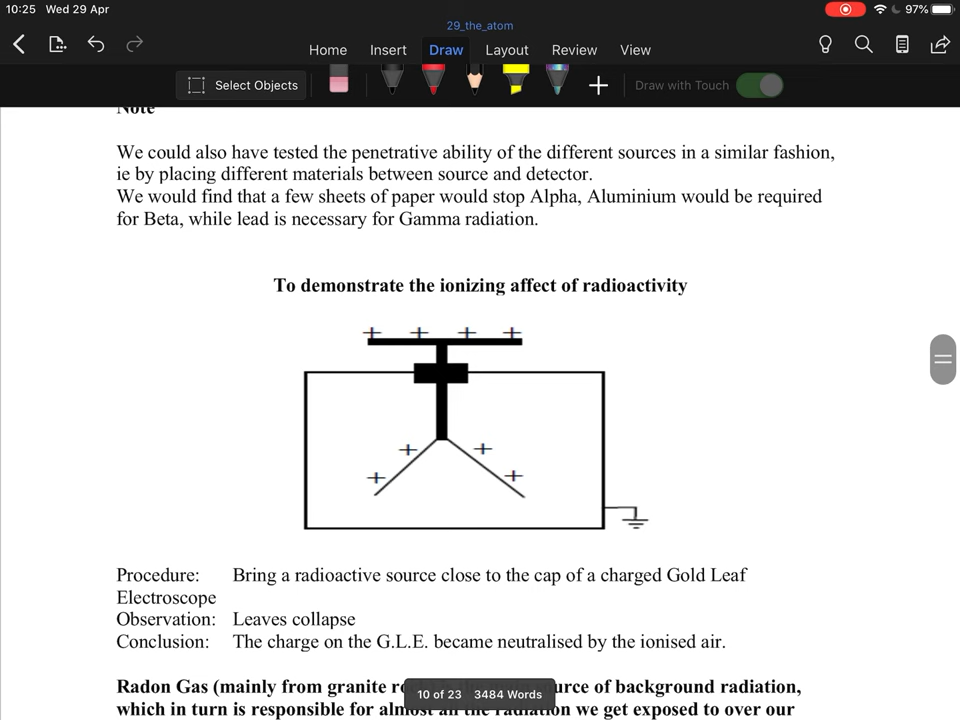 10:25 Wed 29 Apr
97%
29_the_atom
Home Insert Draw Layout Review View
Select Objects
Draw with Touch
Note
We could also have tested the penetrative ability of the different sources in a similar fashion,
ie by placing different materials between source and detector.
We would find that a few sheets of paper would stop Alpha, Aluminium would be required
for Beta, while lead is necessary for Gamma radiation.
To demonstrate the ionizing affect of radioactivity
+ + + +
+ +
+ +
Procedure: Bring a radioactive source close to the cap of a charged Gold Leaf
Electroscope
Observation: Leaves collapse
Conclusion: The charge on the G.L.E. became neutralised by the ionised air.
Radon Gas (mainly from granite of background radiation,
10 of 23 3484 Words
which in turn is responsible for we get exposed to over our